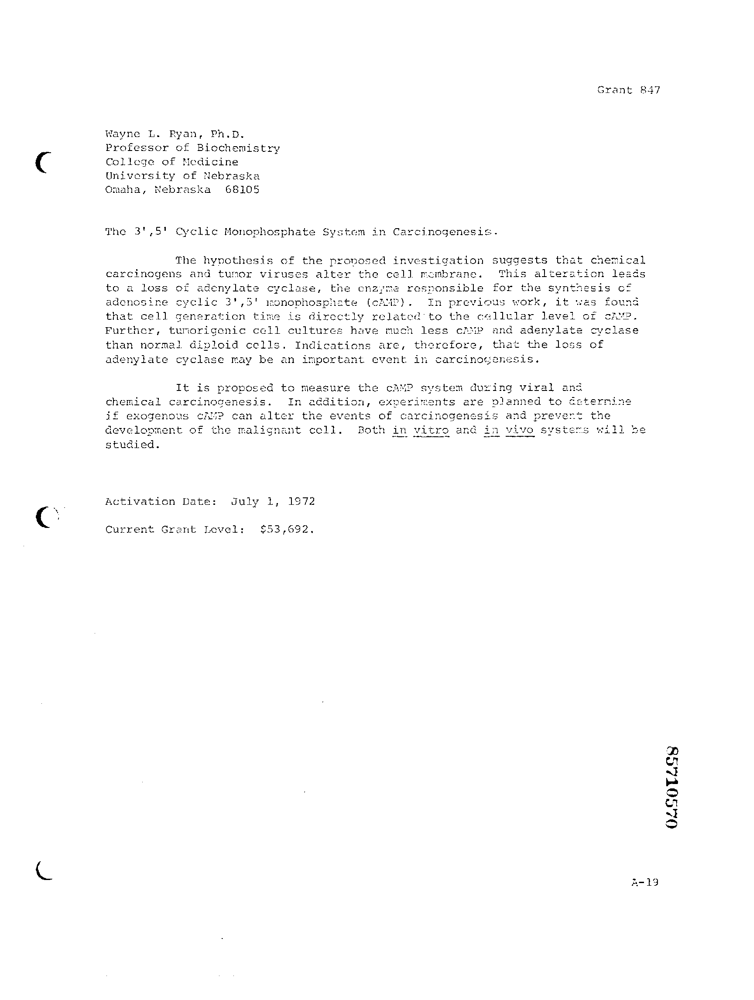 Grant 847
Wayne L. Ryan, Ph.D.
Professor of Biochemistry
College of Medicine
University of Nebraska
Omaha, Nebraska 68105
The 3',5' Cyclic Monophosphate System in Carcinogenesis.
The hypothesis of the proposed investigation suggests that chemical
carcinogens and tumor viruses alter the cell membrane. This alteration leads
to a loss of adenylate cyclase, the enzyme responsible for the synthesis of
adenosine cyclic 3',5' monophosphate (cAMP). In previous work, it was found
that cell generation time is directly related to the cellular level of cAMP.
Further, tumorigenic cell cultures have much less cAMP and adenylate cyclase
than normal diploid cells. Indications are, therefore, that the loss of
adenylate cyclase may be an important event in carcinogenesis.
It is proposed to measure the cAMP system during viral and
chemical carcinogenesis. In addition, experiments are planned to determine
if exogenous cAMP can alter the events of carcinogenesis and prevent the
development of the malignant cell. Both in vitro and in vivo systems will be
studied.
Activation Date: July 1, 1972
Current Grant Level: $53,692.
85710570
A-19